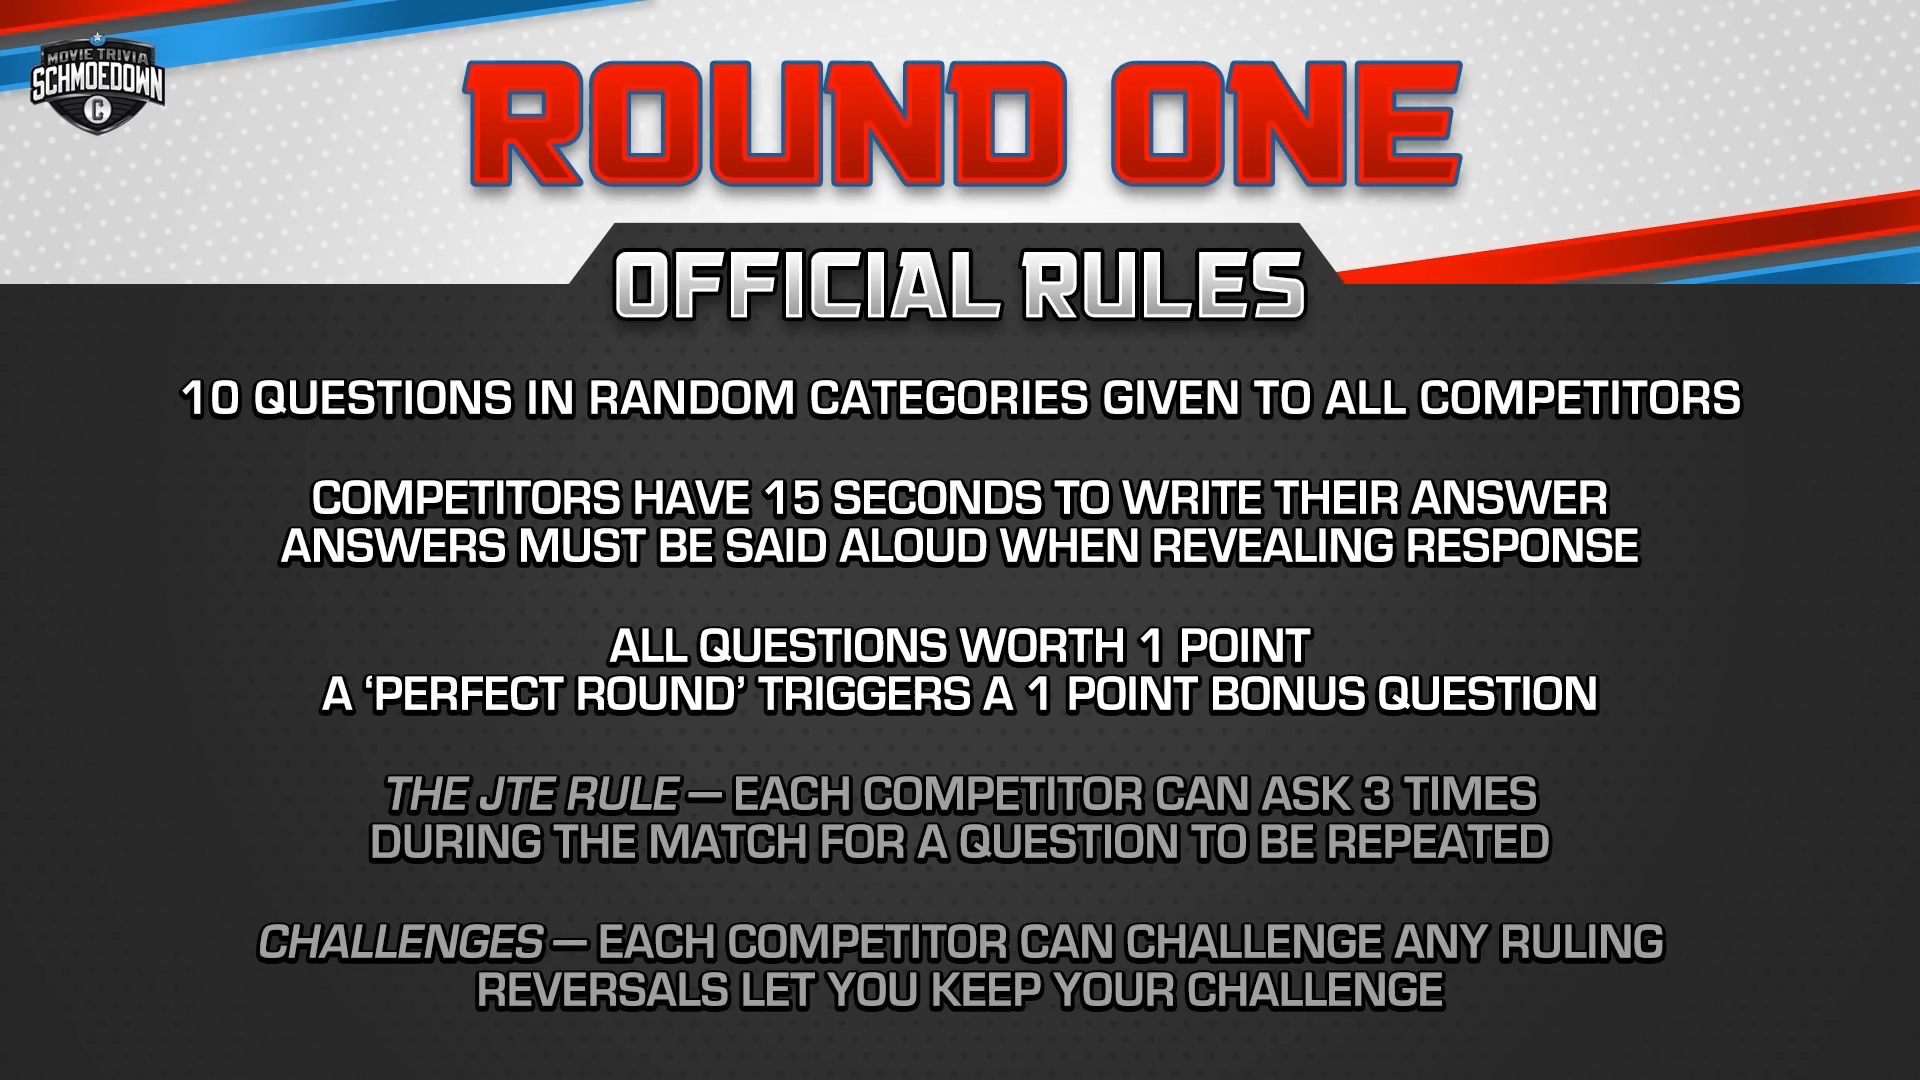 MOVIE TRIVIA
SCHMOEDOWN
C
ROUND ONE
OFFICIAL RULES
10 QUESTIONS IN RANDOM CATEGORIES GIVEN TO ALL COMPETITORS
COMPETITORS HAVE 15 SECONDS TO WRITE THEIR ANSWER
ANSWERS MUST BE SAID ALOUD WHEN REVEALING RESPONSE
ALL QUESTIONS WORTH 1 POINT
A ‘PERFECT ROUND’ TRIGGERS A 1 POINT BONUS QUESTION
THE JTE RULE — EACH COMPETITOR CAN ASK 3 TIMES
DURING THE MATCH FOR A QUESTION TO BE REPEATED
CHALLENGES — EACH COMPETITOR CAN CHALLENGE ANY RULING
REVERSALS LET YOU KEEP YOUR CHALLENGE